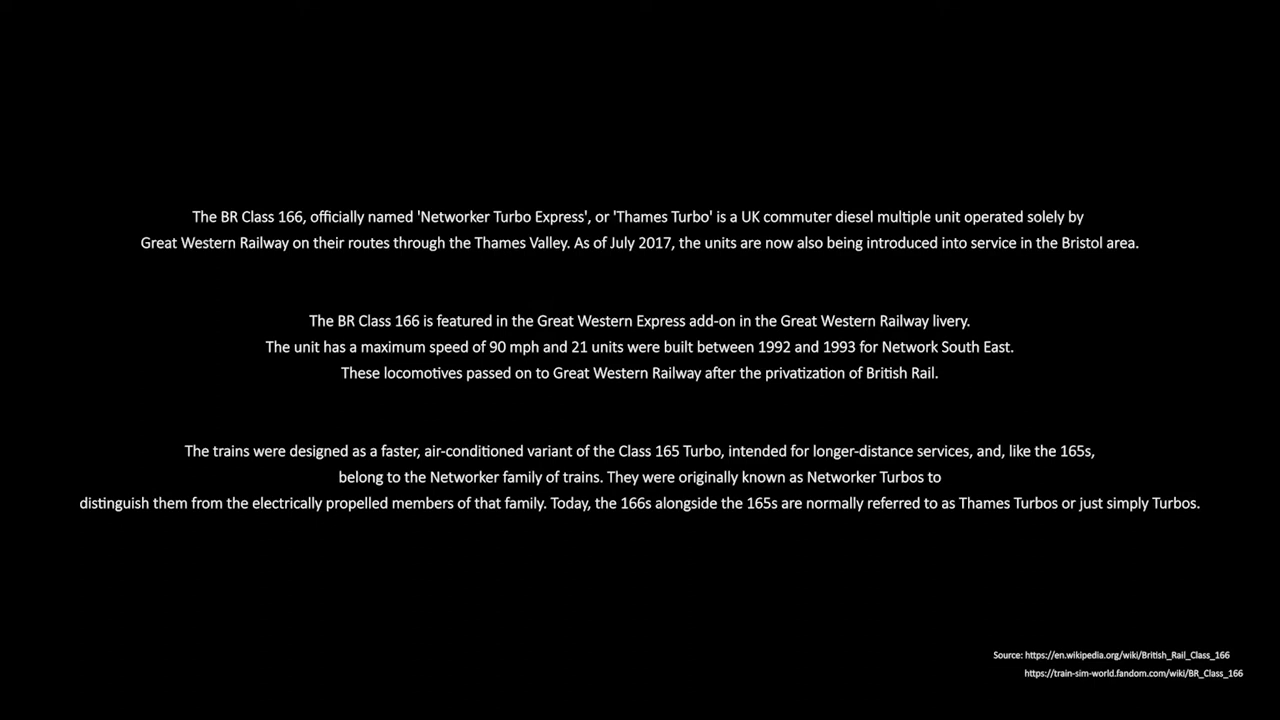 The BR Class 166, officially named 'Networker Turbo Express', or 'Thames Turbo' is a UK commuter diesel multiple unit operated solely by
Great Western Railway on their routes through the Thames Valley. As of July 2017, the units are now also being introduced into service in the Bristol area.
The BR Class 166 is featured in the Great Western Express add-on in the Great Western Railway livery.
The unit has a maximum speed of 90 mph and 21 units were built between 1992 and 1993 for Network South East.
These locomotives passed on to Great Western Railway after the privatization of British Rail.
The trains were designed as a faster, air-conditioned variant of the Class 165 Turbo, intended for longer-distance services, and, like the 165s,
belong to the Networker family of trains. They were originally known as Networker Turbos to
distinguish them from the electrically propelled members of that family. Today, the 166s alongside the 165s are normally referred to as Thames Turbos or just simply Turbos.
Source: https://en.wikipedia.org/wiki/British_Rail_Class_166
https://train-sim-world.fandom.com/wiki/BR_Class_166